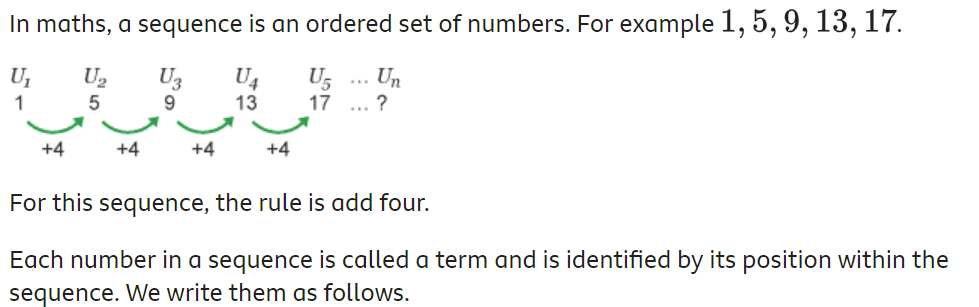 In maths, a sequence is an ordered set of numbers. For example 1, 5, 9, 13, 17.
U₁ U₂ U₃ U₄ U₅ ... Uₙ
1 5 9 13 17 ... ?
+4 +4 +4 +4
For this sequence, the rule is add four.
Each number in a sequence is called a term and is identified by its position within the
sequence. We write them as follows.